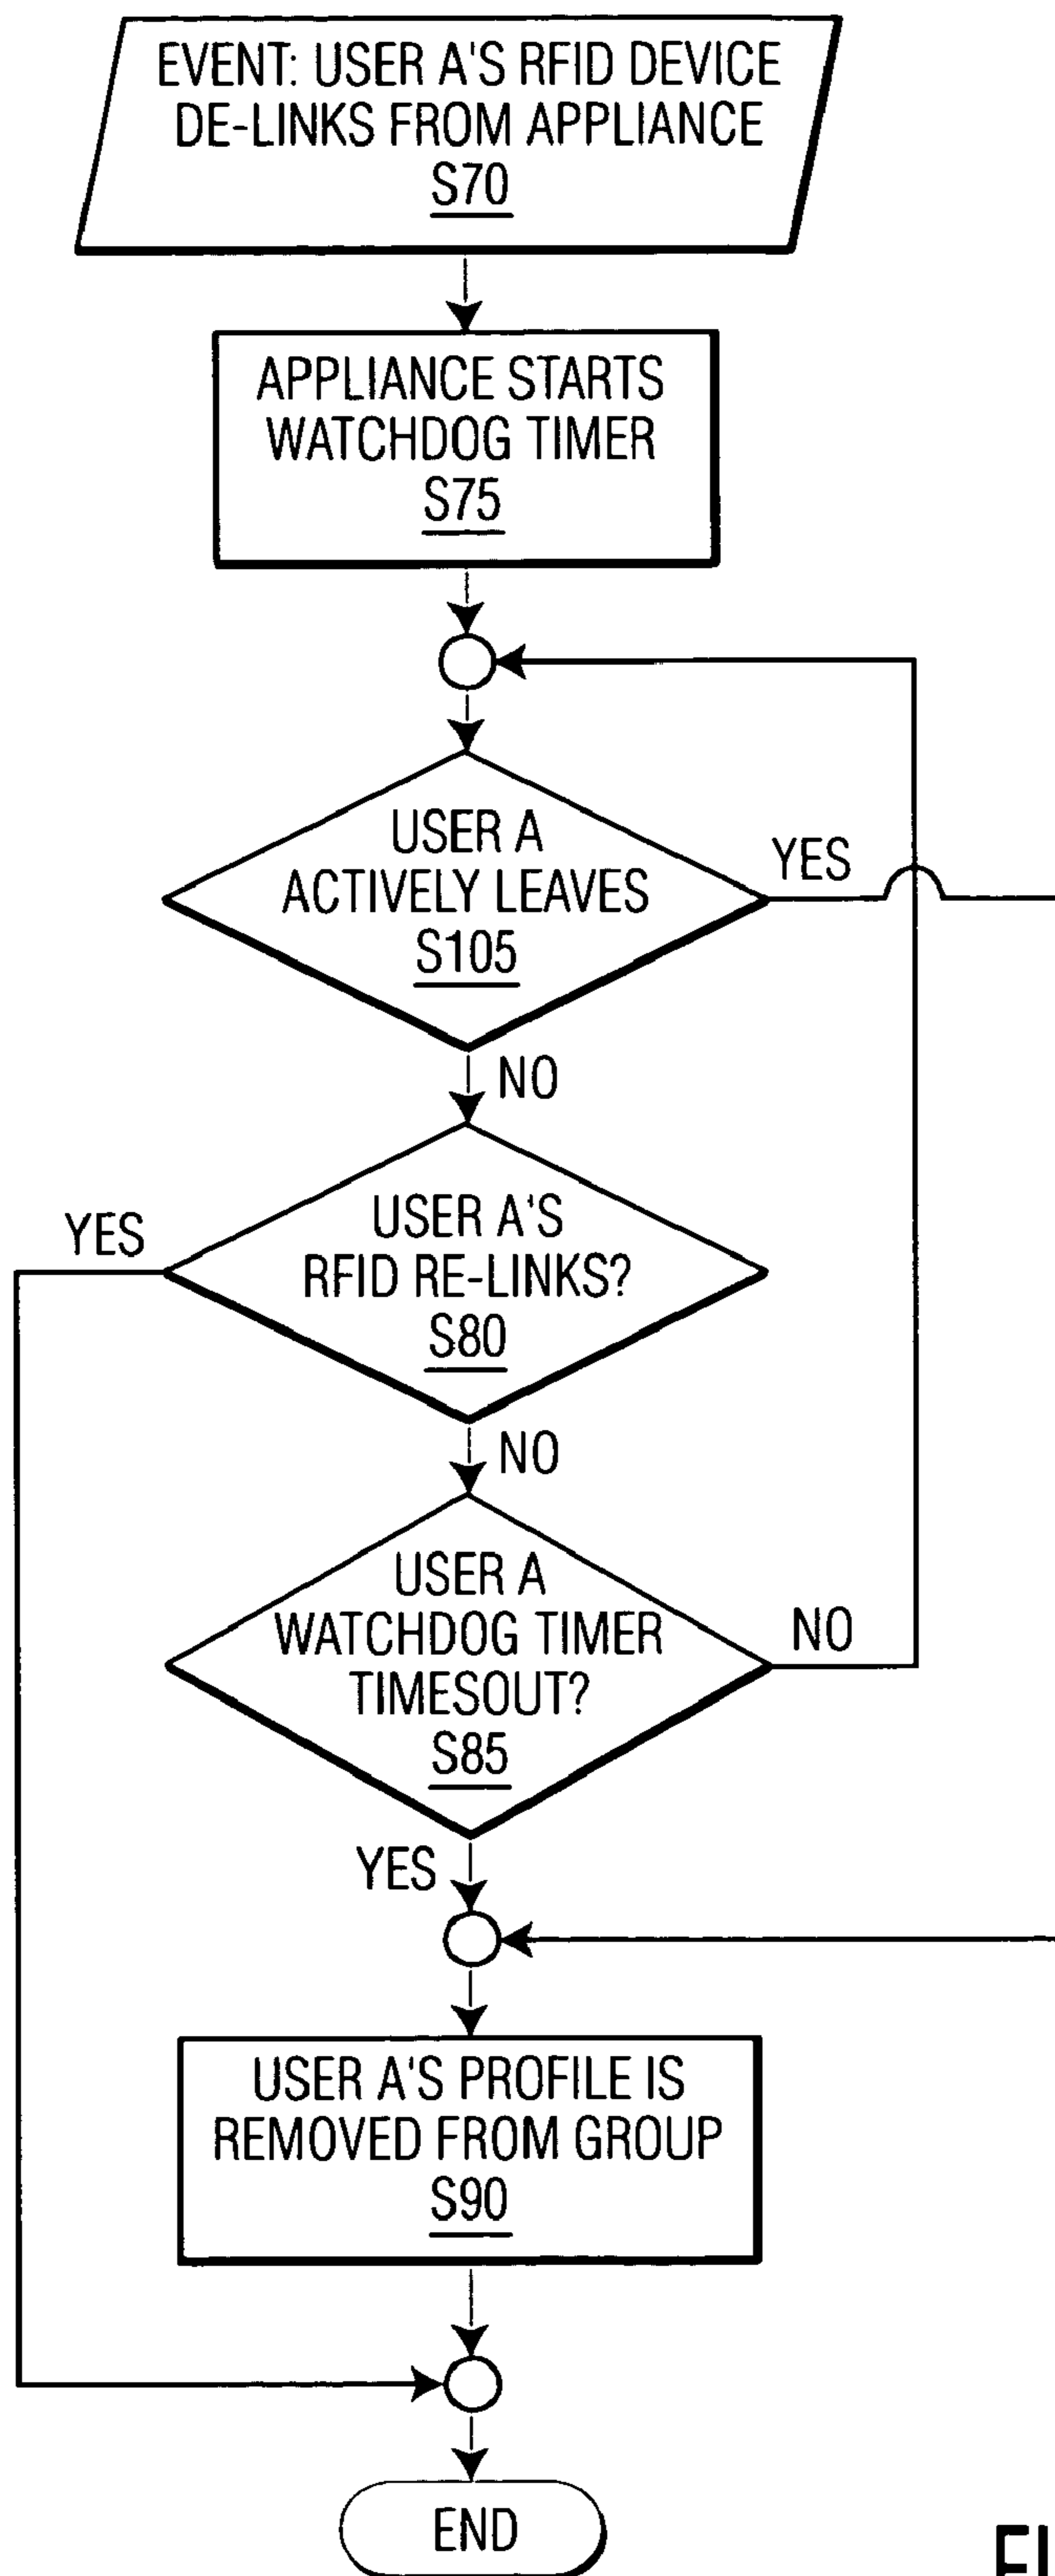 EVENT: USER A'S RFID DEVICE
DE-LINKS FROM APPLIANCE
S70
APPLIANCE STARTS
WATCHDOG TIMER
S75
USER A
ACTIVELY LEAVES
S105
YES
NO
USER A'S
RFID RE-LINKS?
S80
YES
NO
USER A
WATCHDOG TIMER
TIMESOUT?
S85
NO
YES
USER A'S PROFILE IS
REMOVED FROM GROUP
S90
END